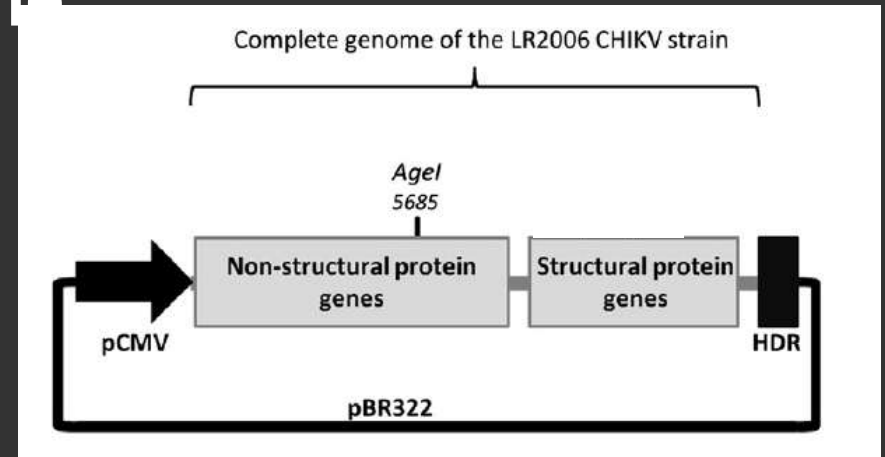 Complete genome of the LR2006 CHIKV strain
AgeI
5685
Non-structural protein
genes
Structural protein
genes
pCMV
HDR
pBR322